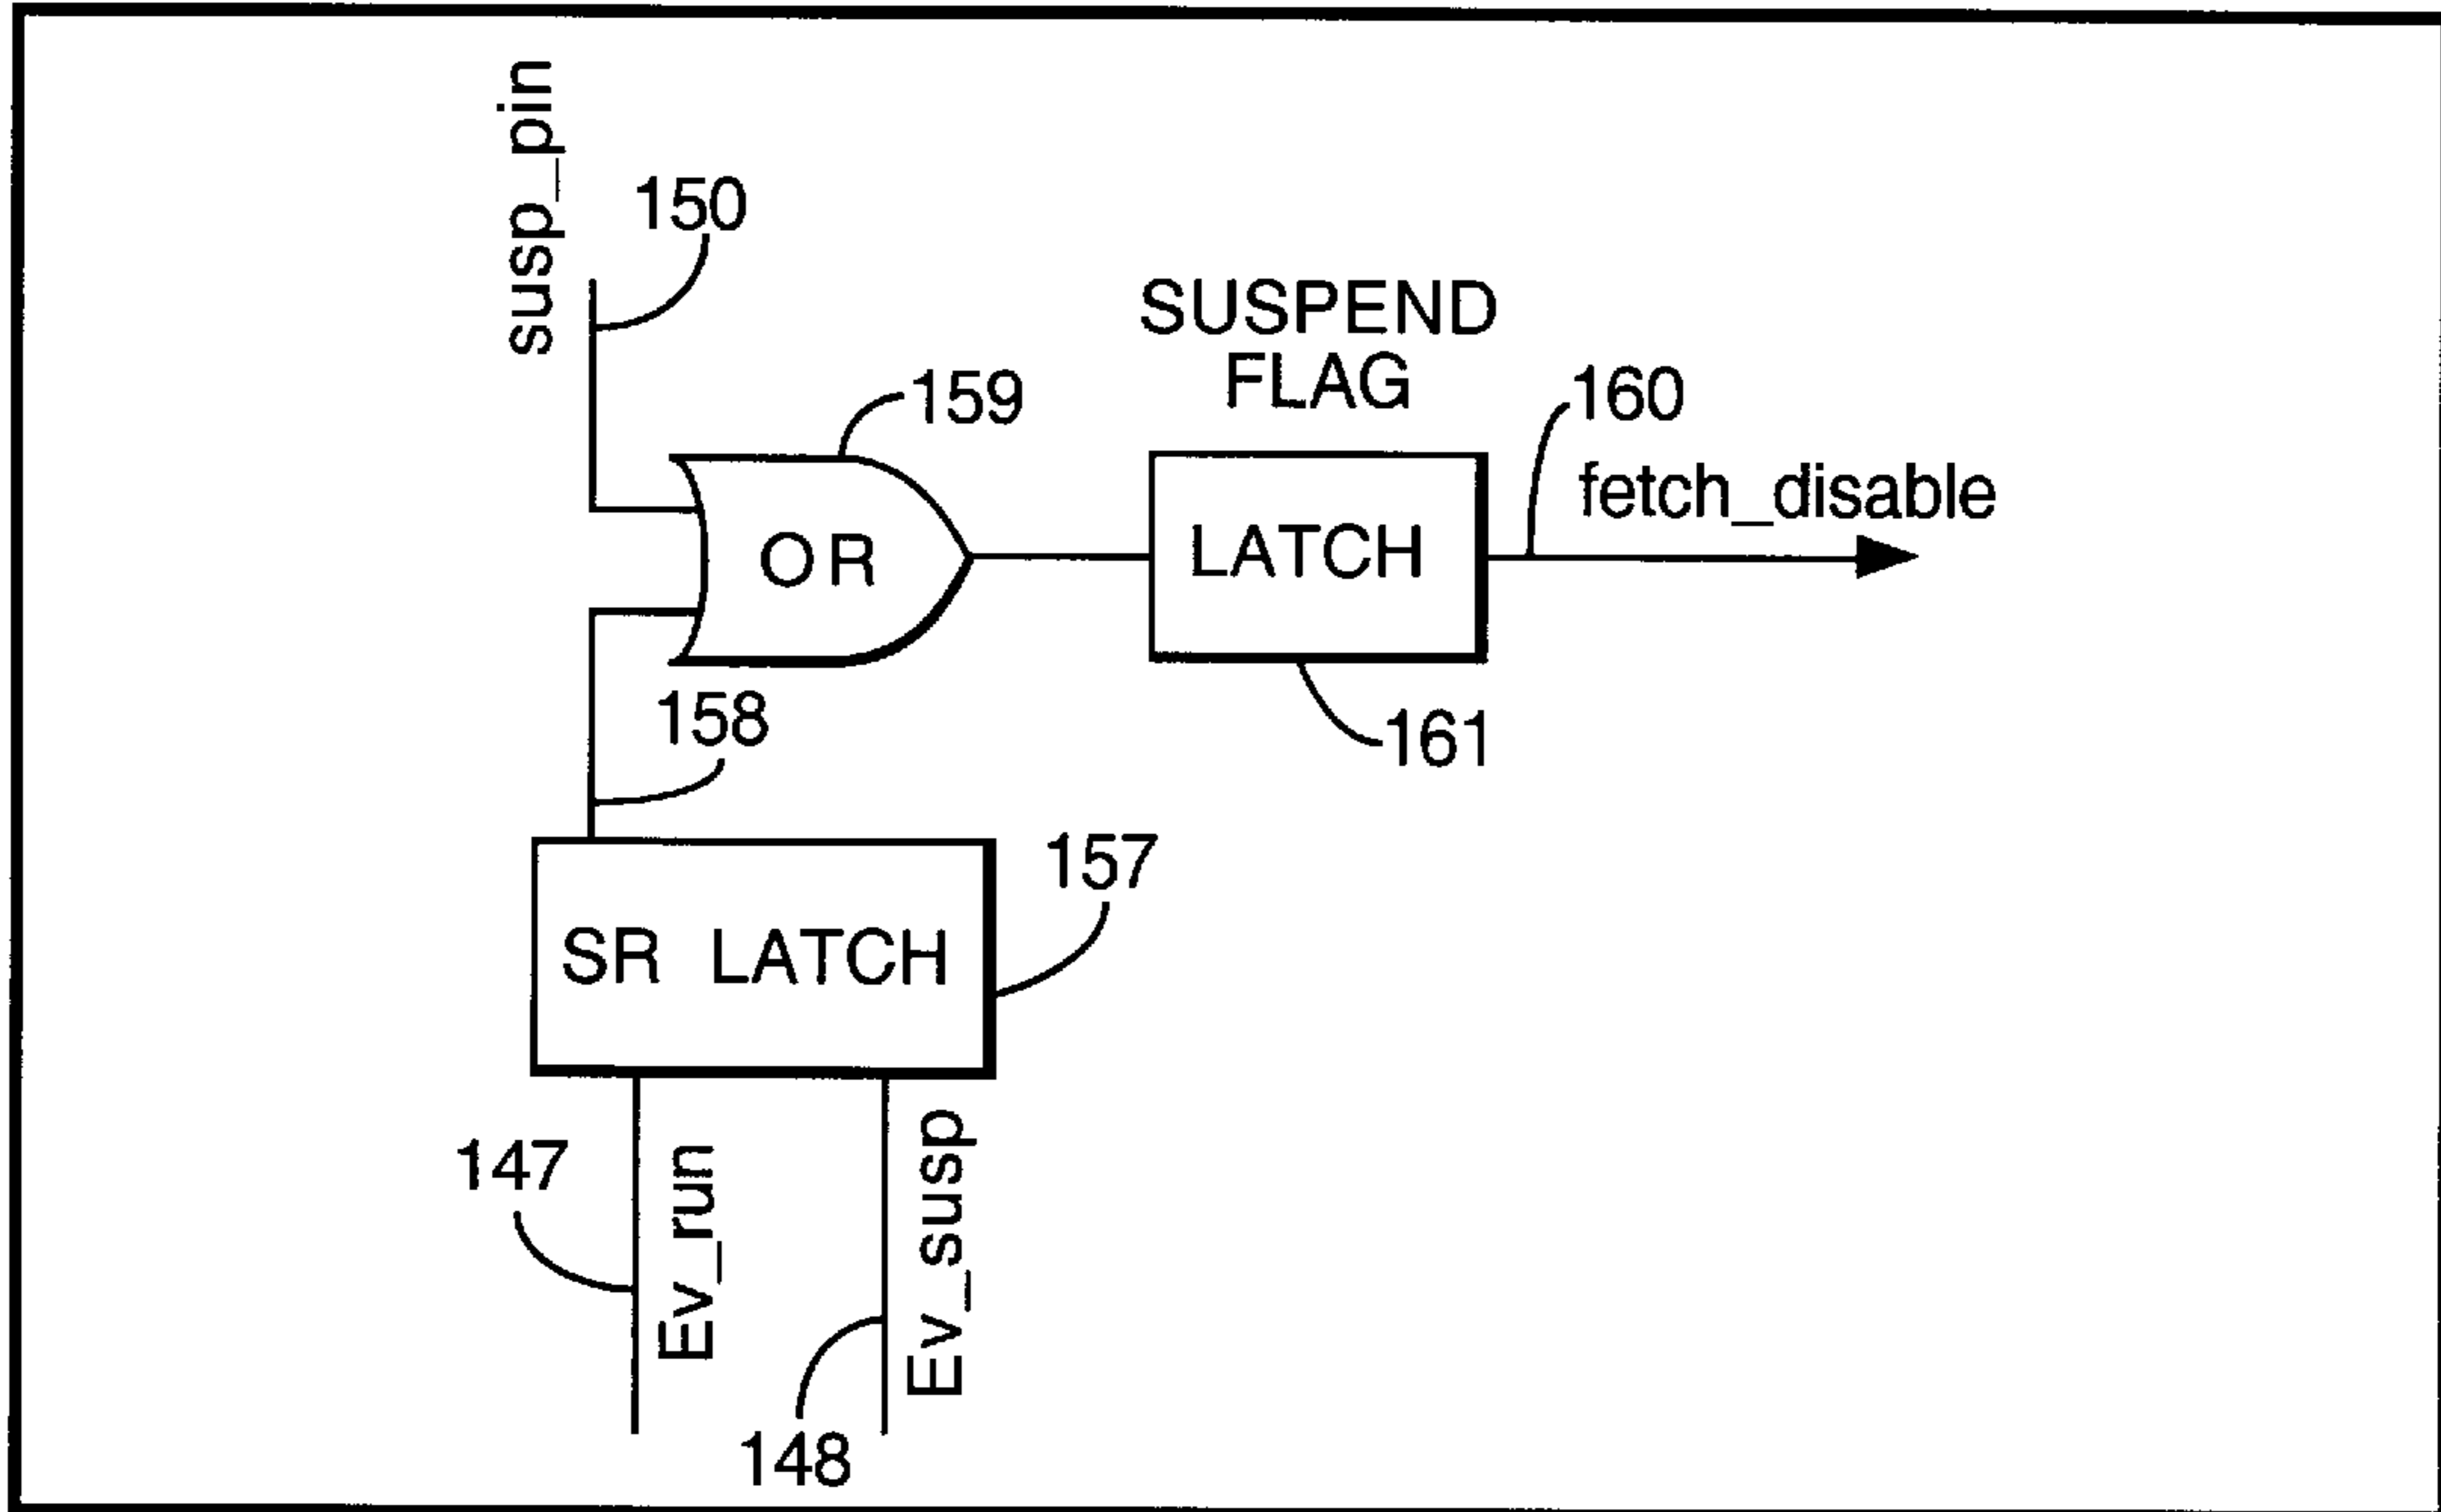 susp_pin
150
SUSPEND
FLAG
159
160
fetch_disable
OR
LATCH
158
161
157
SR LATCH
147
Ev_run
Ev_susp
148